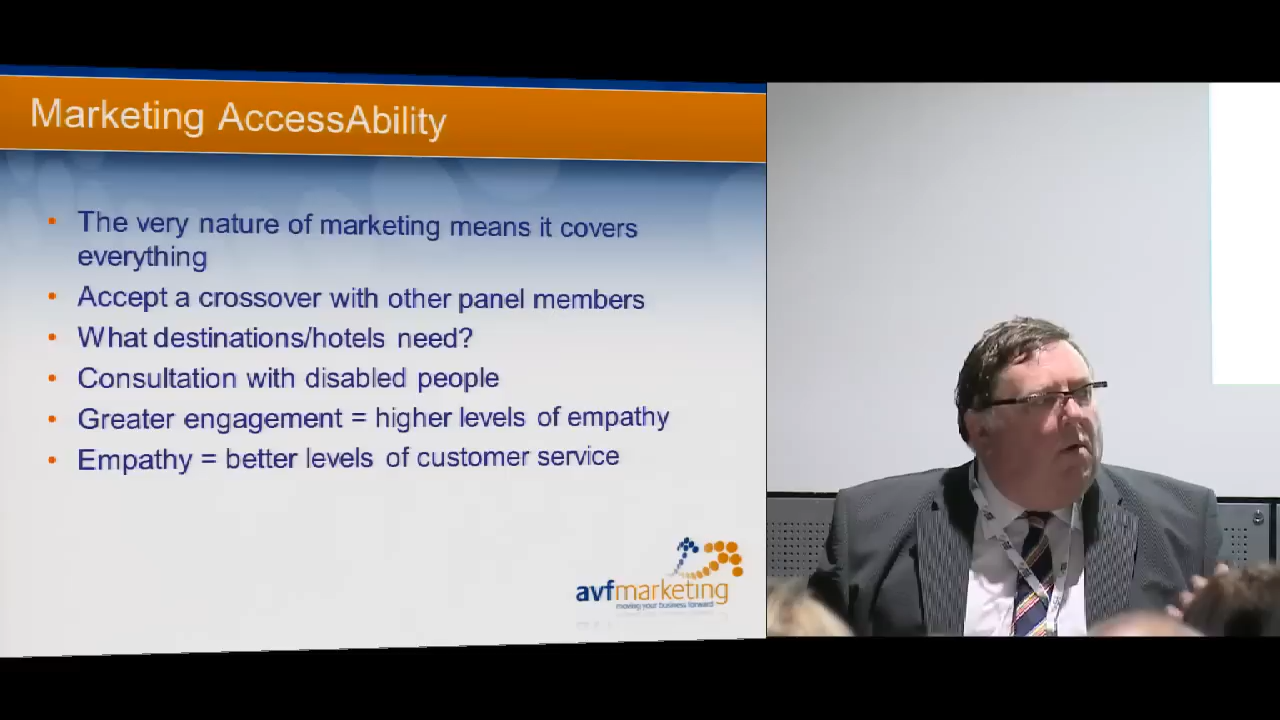 Marketing AccessAbility
• The very nature of marketing means it covers
everything
• Accept a crossover with other panel members
• What destinations/hotels need?
• Consultation with disabled people
• Greater engagement = higher levels of empathy
• Empathy = better levels of customer service
avfmarketing
moving your business forward